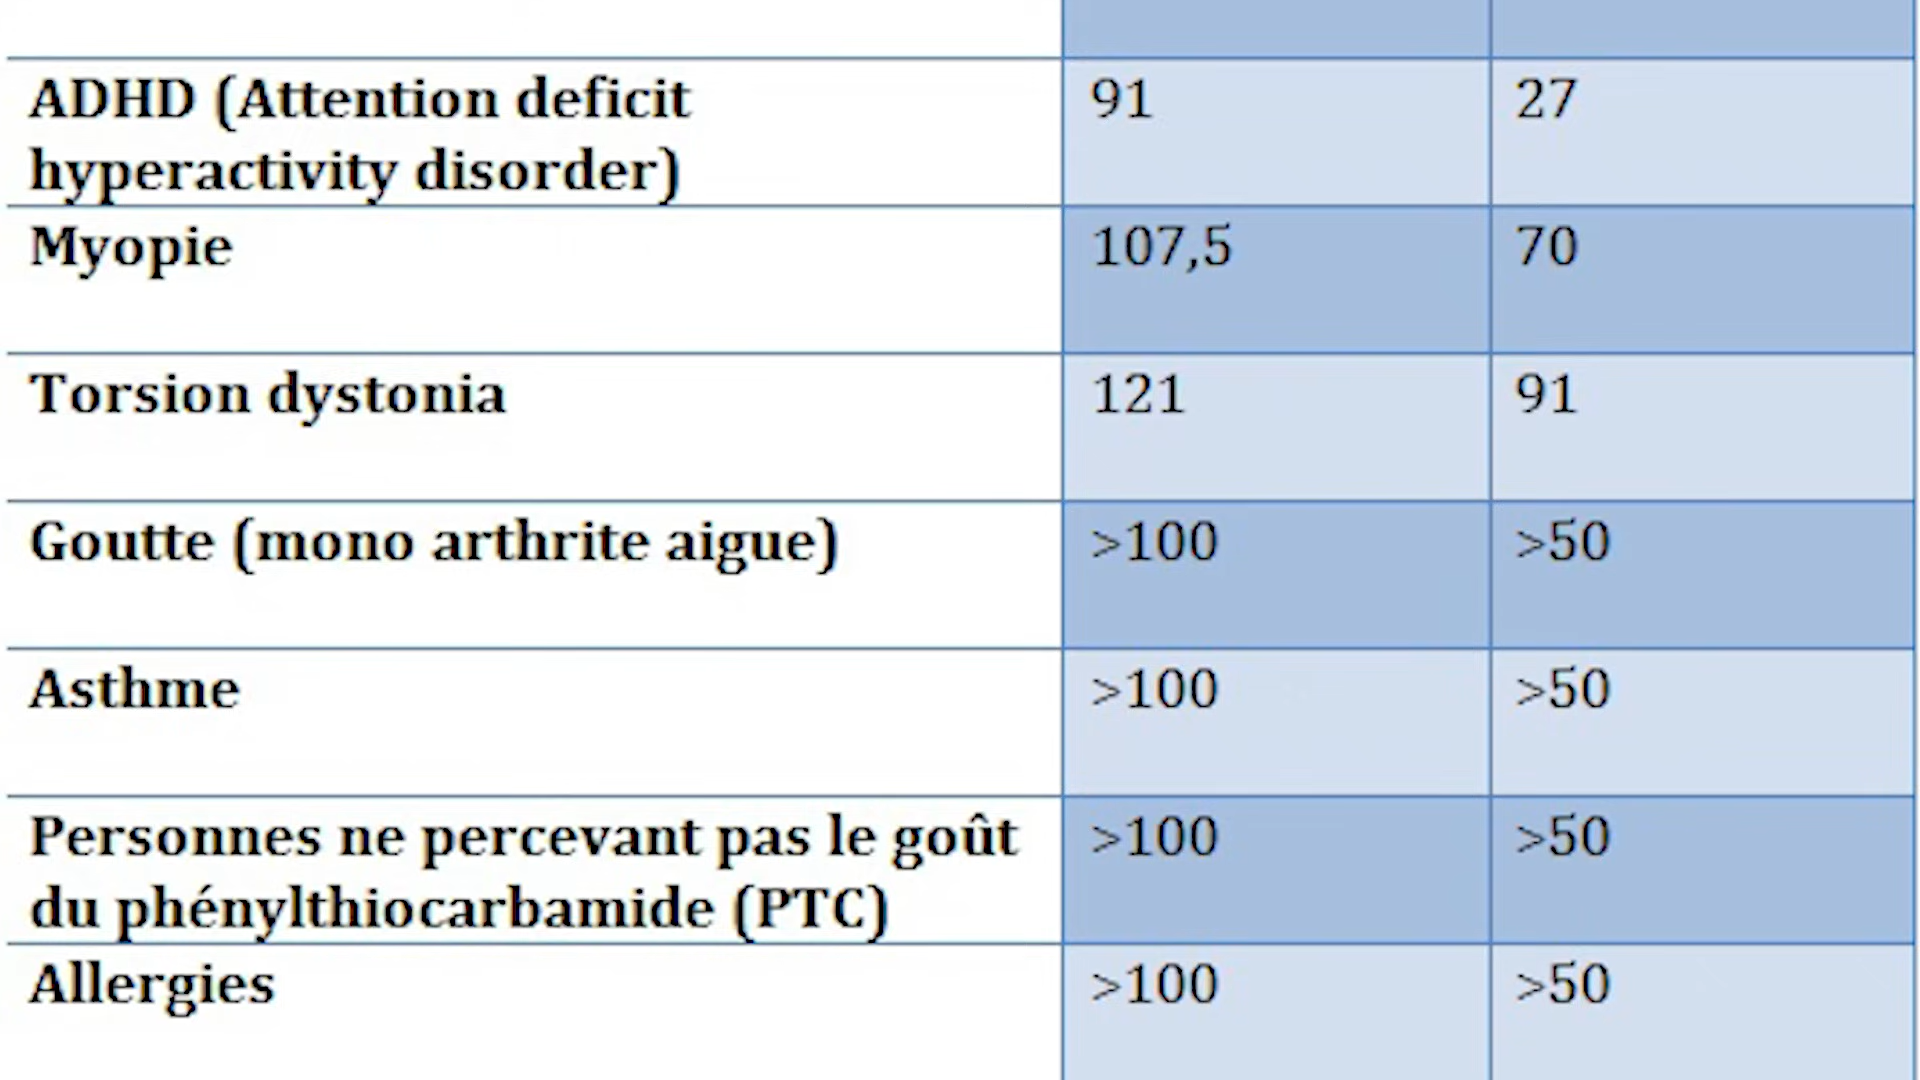 ADHD (Attention deficit hyperactivity disorder) 91 27
Myopie 107,5 70
Torsion dystonia 121 91
Goutte (mono arthrite aigue) >100 >50
Asthme >100 >50
Personnes ne percevant pas le goût du phénylthiocarbamide (PTC) >100 >50
Allergies >100 >50